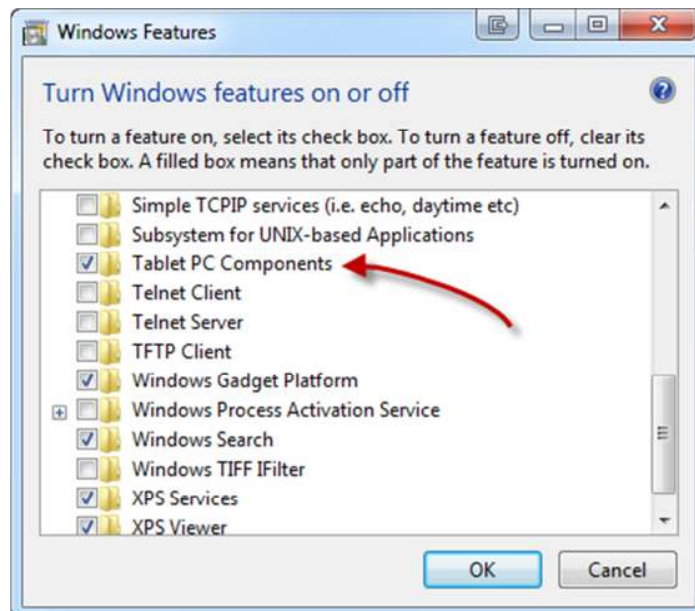 Windows Features
Turn Windows features on or off
To turn a feature on, select its check box. To turn a feature off, clear its
check box. A filled box means that only part of the feature is turned on.
Simple TCPIP services (i.e. echo, daytime etc)
Subsystem for UNIX-based Applications
Tablet PC Components
Telnet Client
Telnet Server
TFTP Client
Windows Gadget Platform
Windows Process Activation Service
Windows Search
Windows TIFF IFilter
XPS Services
XPS Viewer
OK Cancel